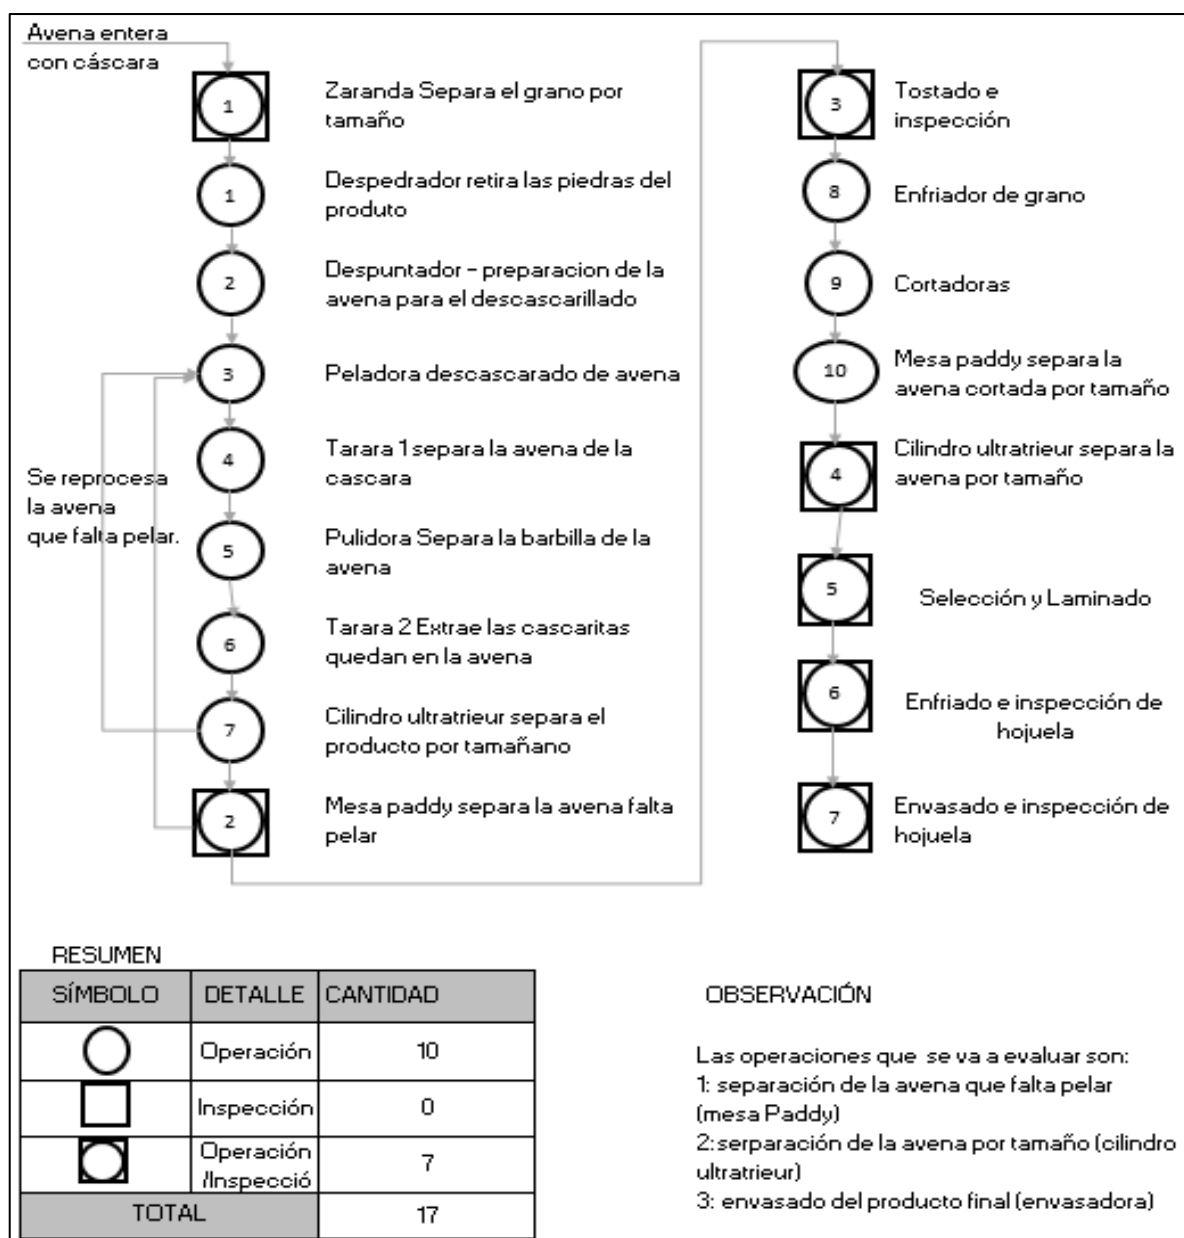 Avena entera
con cáscara
1
Zaranda Separa el grano por
tamaño
1
Despedrador retira las piedras del
produto
2
Despuntador - preparacion de la
avena para el descascarillado
3
Peladora descascarado de avena
4
Tarara 1 separa la avena de la
cascara
Se reprocesa
la avena
que falta pelar.
5
Pulidora Separa la barbilla de la
avena
6
Tarara 2 Extrae las cascaritas
quedan en la avena
7
Cilindro ultratrieur separa el
producto por tamañano
2
Mesa paddy separa la avena falta
pelar
3
Tostado e
inspección
8
Enfriador de grano
9
Cortadoras
10
Mesa paddy separa la
avena cortada por tamaño
4
Cilindro ultratrieur separa la
avena por tamaño
5
Selección y Laminado
6
Enfriado e inspección de
hojuela
7
Envasado e inspección de
hojuela
RESUMEN
SÍMBOLO DETALLE CANTIDAD
Operación 10
Inspección 0
Operación
/Inspecció 7
TOTAL 17
OBSERVACIÓN
Las operaciones que se va a evaluar son:
1: separación de la avena que falta pelar
(mesa Paddy)
2:serparación de la avena por tamaño (cilindro
ultratrieur)
3: envasado del producto final (envasadora)